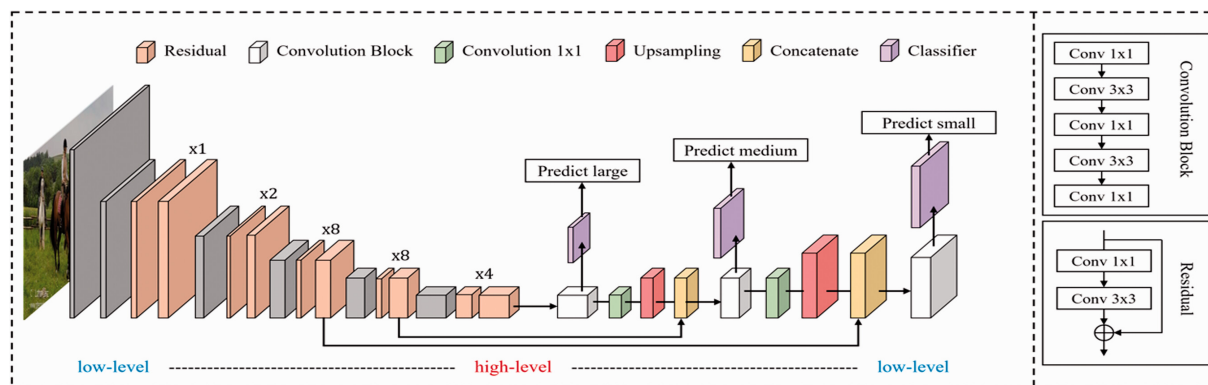 Residual
Convolution Block
Convolution 1x1
Upsampling
Concatenate
Classifier
x1
x2
x8
x8
x4
Predict large
Predict medium
Predict small
low-level
high-level
low-level
Conv 1x1
Conv 3x3
Conv 1x1
Conv 3x3
Conv 1x1
Convolution Block
Conv 1x1
Conv 3x3
Residual